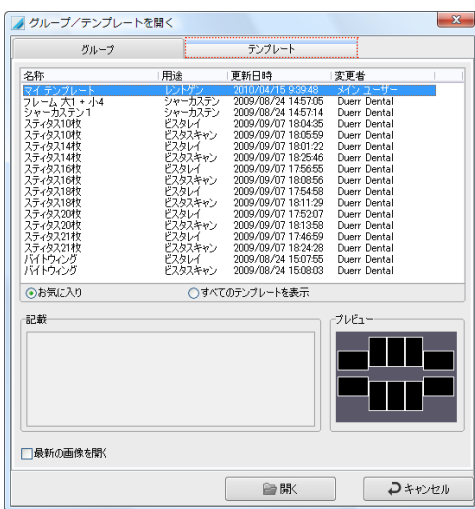 グループ／テンプレートを開く
グループ テンプレート
名称 用途 更新日時 変更者
マイ テンプレート レントゲン 2010/04/15 9:39:48 メイン ユーザー
フレーム 大1 + 小4 シャーカステン 2009/08/24 14:57:05 Duerr Dental
シャーカステン1 シャーカステン 2009/08/24 14:57:14 Duerr Dental
スティタス10枚 ビスタレイ 2009/09/07 18:04:35 Duerr Dental
スティタス10枚 ビスタスキャン 2009/09/07 18:05:59 Duerr Dental
スティタス14枚 ビスタレイ 2009/09/07 18:01:22 Duerr Dental
スティタス14枚 ビスタスキャン 2009/09/07 18:25:46 Duerr Dental
スティタス16枚 ビスタレイ 2009/09/07 17:56:55 Duerr Dental
スティタス16枚 ビスタスキャン 2009/09/07 18:08:56 Duerr Dental
スティタス18枚 ビスタレイ 2009/09/07 17:54:58 Duerr Dental
スティタス18枚 ビスタスキャン 2009/09/07 18:11:29 Duerr Dental
スティタス20枚 ビスタレイ 2009/09/07 17:52:07 Duerr Dental
スティタス20枚 ビスタスキャン 2009/09/07 18:13:58 Duerr Dental
スティタス21枚 ビスタレイ 2009/09/07 17:46:59 Duerr Dental
スティタス21枚 ビスタスキャン 2009/09/07 18:24:28 Duerr Dental
バイトウィング ビスタレイ 2009/08/24 15:07:55 Duerr Dental
バイトウィング ビスタスキャン 2009/08/24 15:08:03 Duerr Dental
お気に入り すべてのテンプレートを表示
記載 プレビュー
最新の画像を開く
開く キャンセル